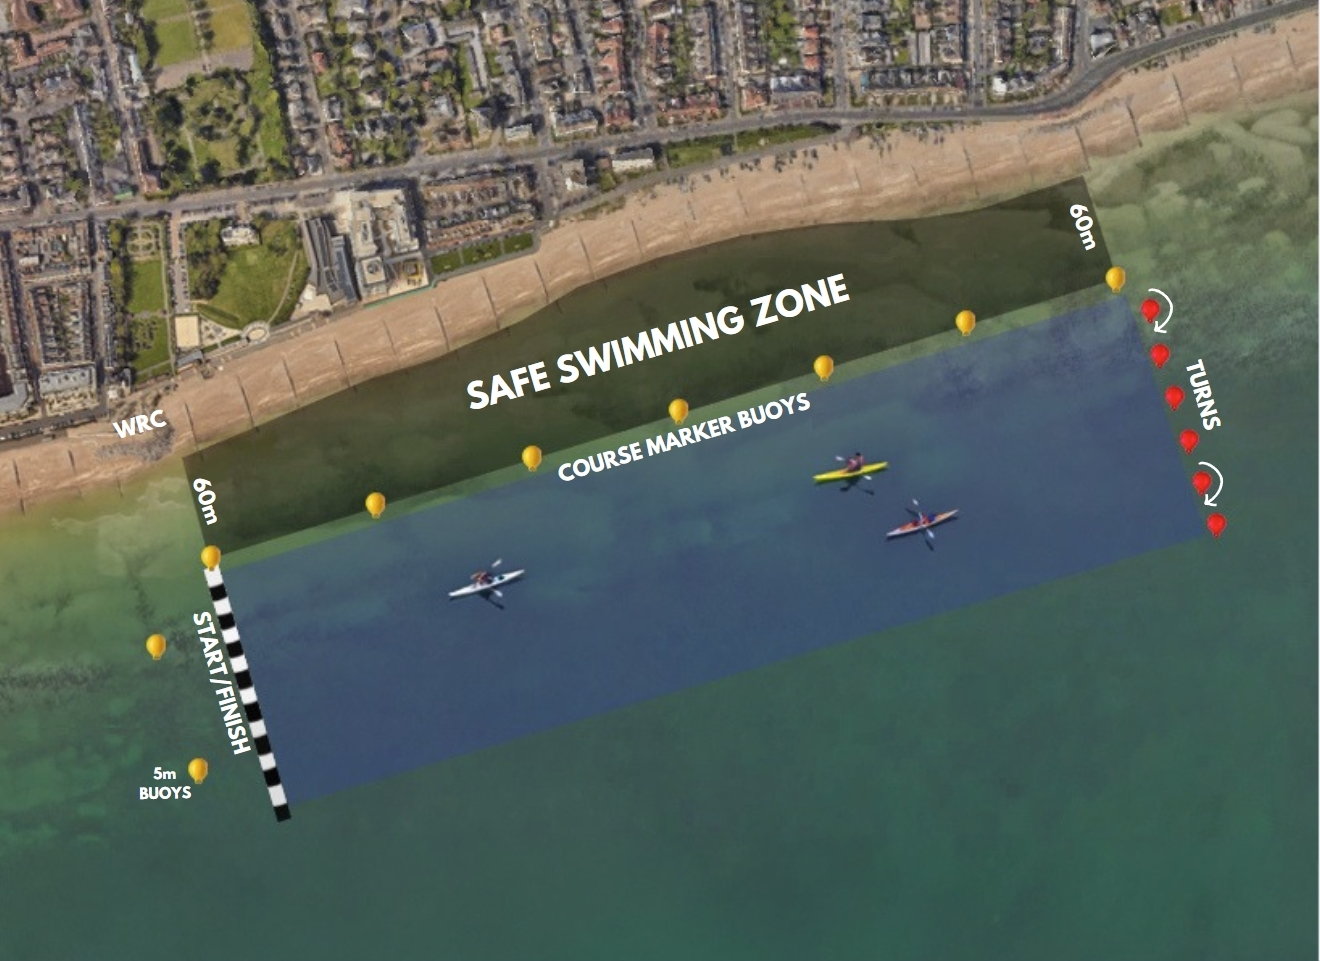 60m
SAFE SWIMMING ZONE
TURNS
COURSE MARKER BUOYS
WRC
60m
START/FINISH
5m
BUOYS